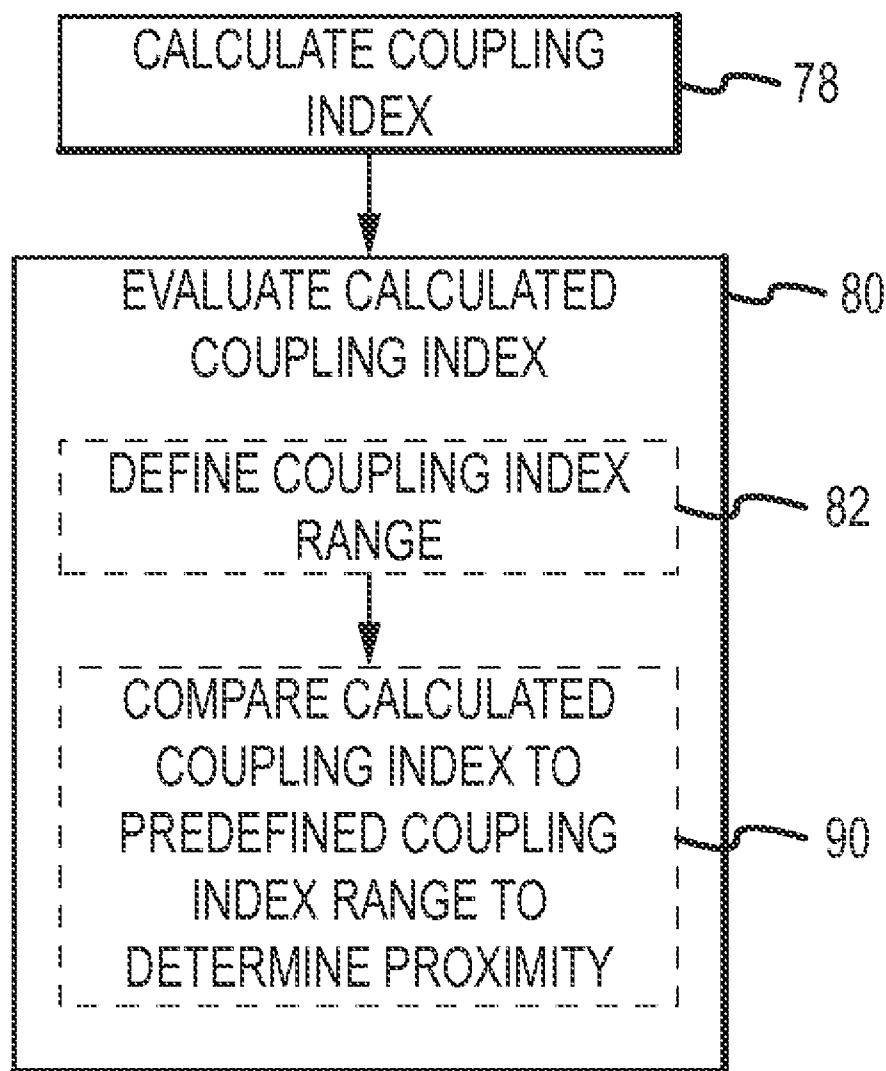 CALCULATE COUPLING
INDEX
78
EVALUATE CALCULATED
COUPLING INDEX
80
DEFINE COUPLING INDEX
RANGE
82
COMPARE CALCULATED
COUPLING INDEX TO
PREDEFINED COUPLING
INDEX RANGE TO
DETERMINE PROXIMITY
90